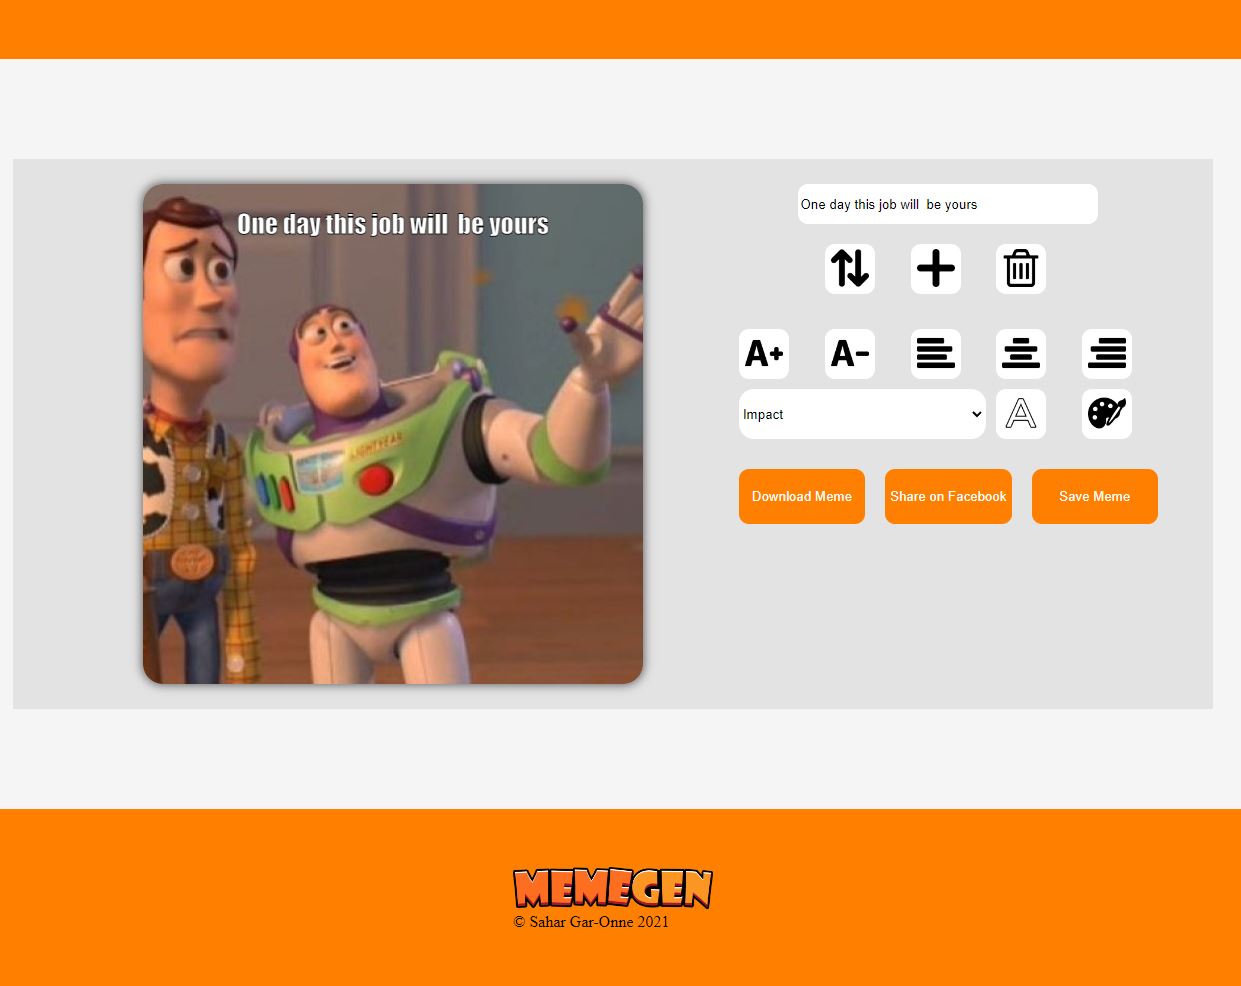 One day this job will  be yours
One day this job will  be yours
LIGHTYEAR
A+
A-
Impact
A
Download Meme
Share on Facebook
Save Meme
MEMEGEN
© Sahar Gar-Onne 2021